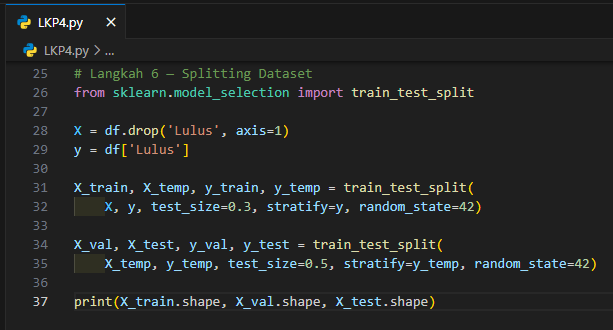 LKP4.py
LKP4.py > ...
25 # Langkah 6 – Splitting Dataset
26 from sklearn.model_selection import train_test_split
27
28 X = df.drop('Lulus', axis=1)
29 y = df['Lulus']
30
31 X_train, X_temp, y_train, y_temp = train_test_split(
32     X, y, test_size=0.3, stratify=y, random_state=42)
33
34 X_val, X_test, y_val, y_test = train_test_split(
35     X_temp, y_temp, test_size=0.5, stratify=y_temp, random_state=42)
36
37 print(X_train.shape, X_val.shape, X_test.shape)